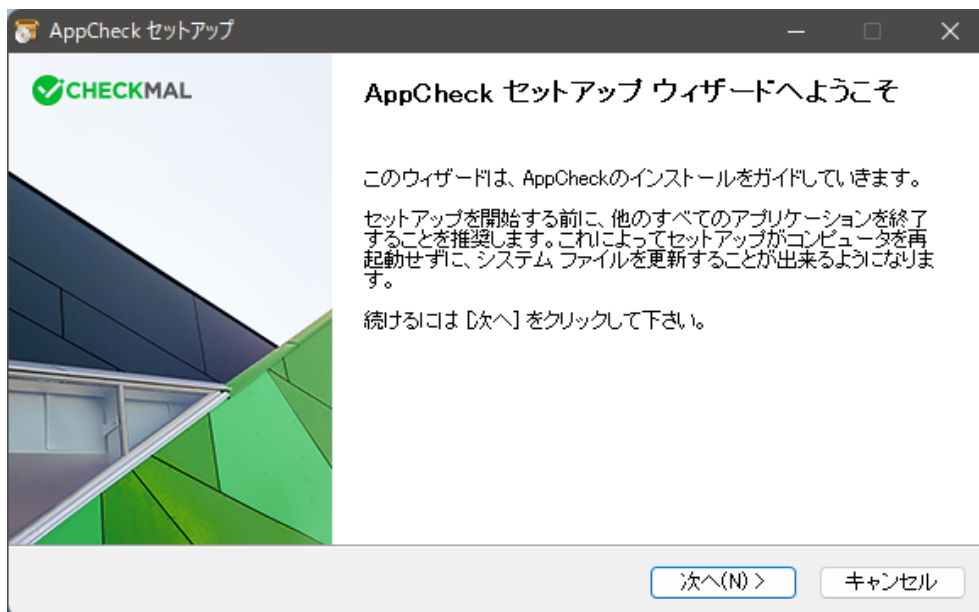 AppCheck セットアップ
CHECKMAL
AppCheck セットアップ ウィザードへようこそ
このウィザードは、AppCheckのインストールをガイドしていきます。
セットアップを開始する前に、他のすべてのアプリケーションを終了
することを推奨します。これによってセットアップがコンピュータを再
起動せずに、システム ファイルを更新することが出来るようになりま
す。
続けるには [次へ] をクリックして下さい。
次へ(N) >
キャンセル